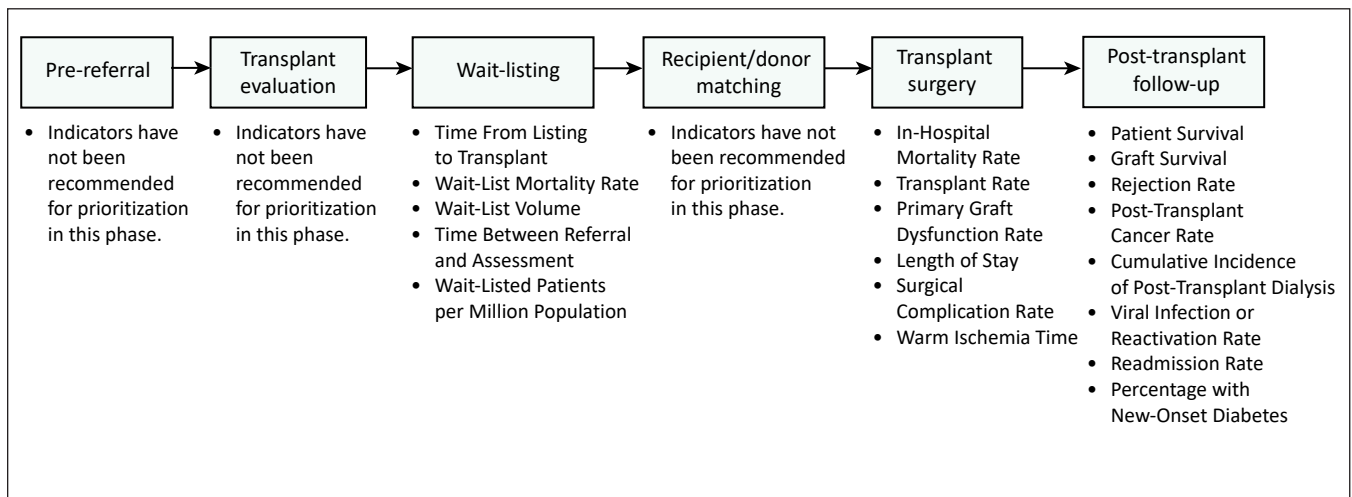 Pre-referral
Transplant
evaluation
Wait-listing
Recipient/donor
matching
Transplant
surgery
Post-transplant
follow-up
• Indicators have
not been
recommended
for prioritization
in this phase.
• Indicators have
not been
recommended
for prioritization
in this phase.
• Time From Listing
to Transplant
• Wait-List Mortality Rate
• Wait-List Volume
• Time Between Referral
and Assessment
• Wait-Listed Patients
per Million Population
• Indicators have not
been recommended
for prioritization
in this phase.
• In-Hospital
Mortality Rate
• Transplant Rate
• Primary Graft
Dysfunction Rate
• Length of Stay
• Surgical
Complication Rate
• Warm Ischemia Time
• Patient Survival
• Graft Survival
• Rejection Rate
• Post-Transplant
Cancer Rate
• Cumulative Incidence
of Post-Transplant Dialysis
• Viral Infection or
Reactivation Rate
• Readmission Rate
• Percentage with
New-Onset Diabetes